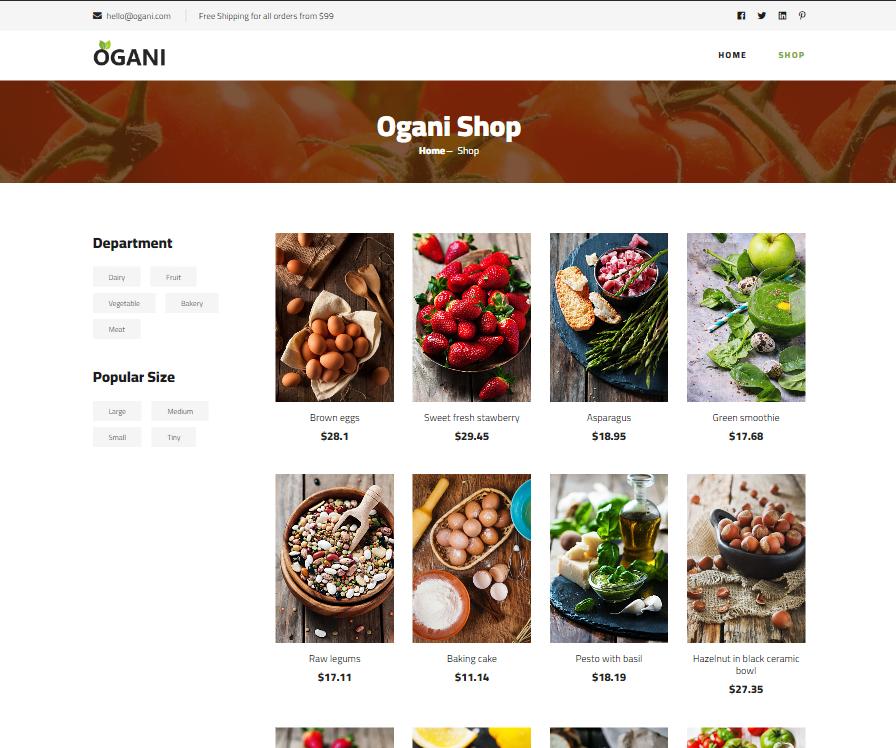 hello@ogani.com
Free Shipping for all orders from $99
OGANI
HOME
SHOP
Ogani Shop
Home — Shop
Department
Dairy
Fruit
Vegetable
Bakery
Meat
Popular Size
Large
Medium
Small
Tiny
Brown eggs
$28.1
Sweet fresh stawberry
$29.45
Asparagus
$18.95
Green smoothie
$17.68
Raw legums
$17.11
Baking cake
$11.14
Pesto with basil
$18.19
Hazelnut in black ceramic
bowl
$27.35